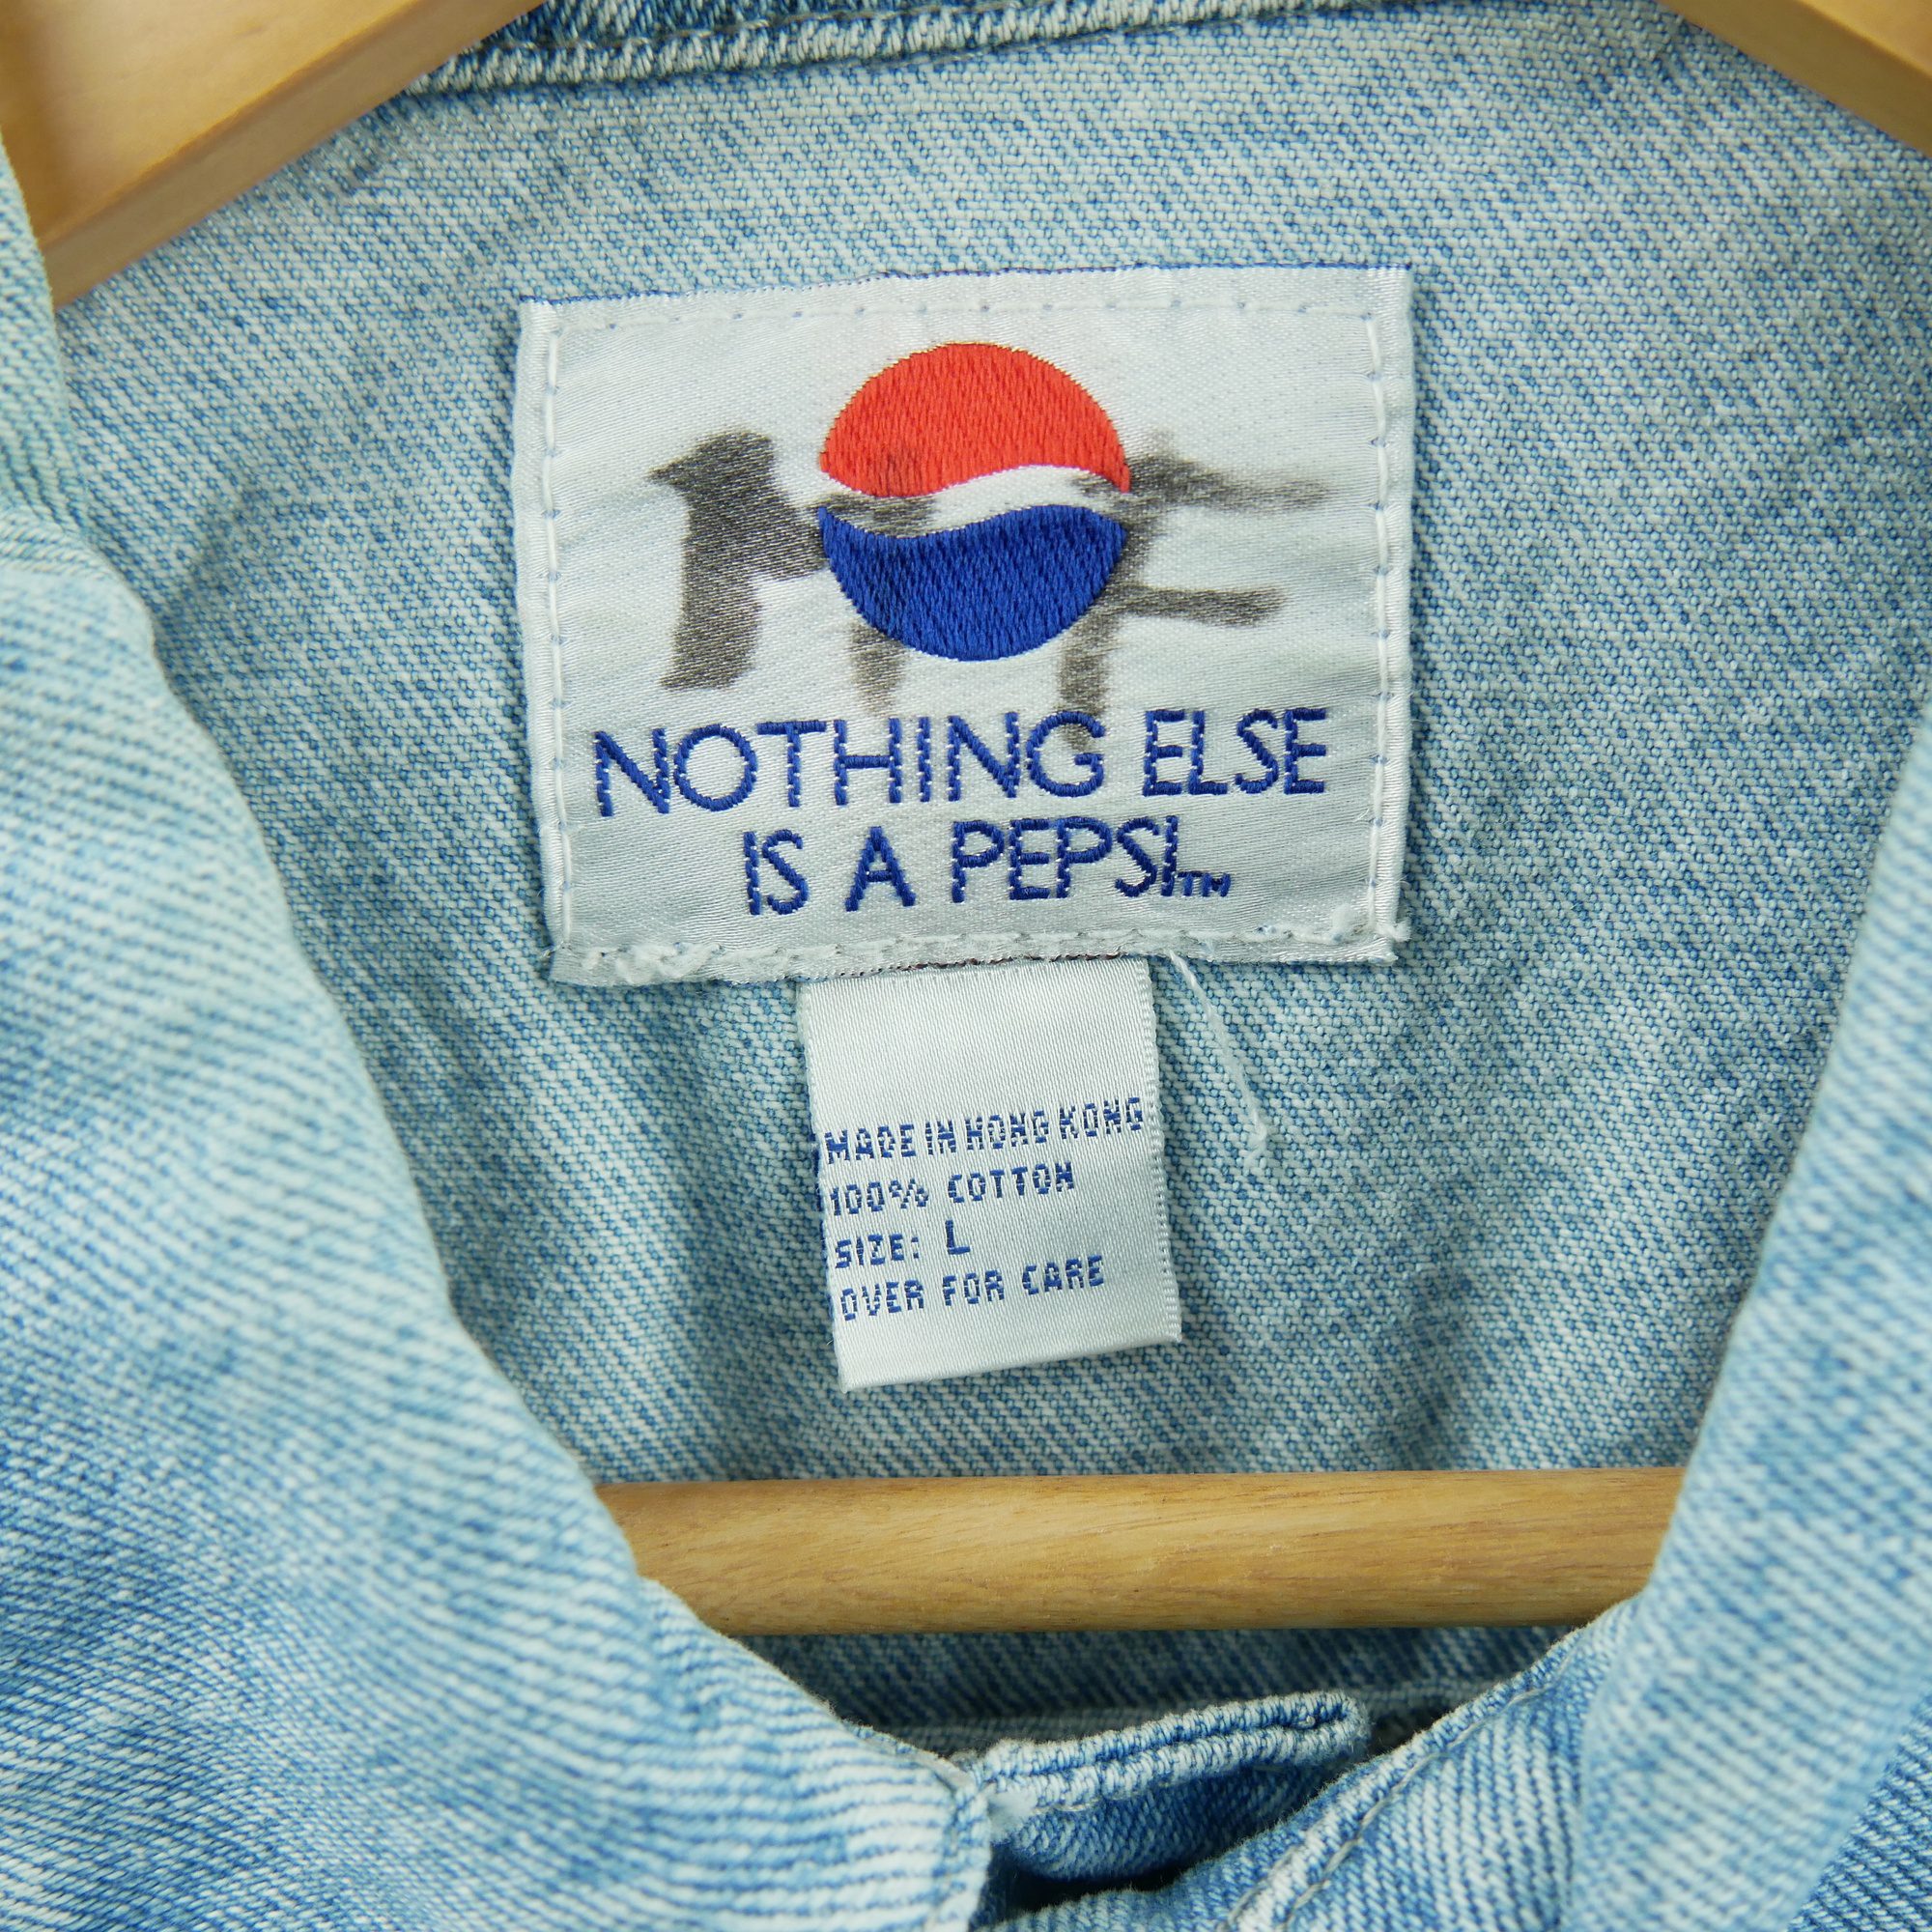 NOTHING ELSE
IS A PEPSI™
MADE IN HONG KONG
100% COTTON
SIZE: L
OVER FOR CARE